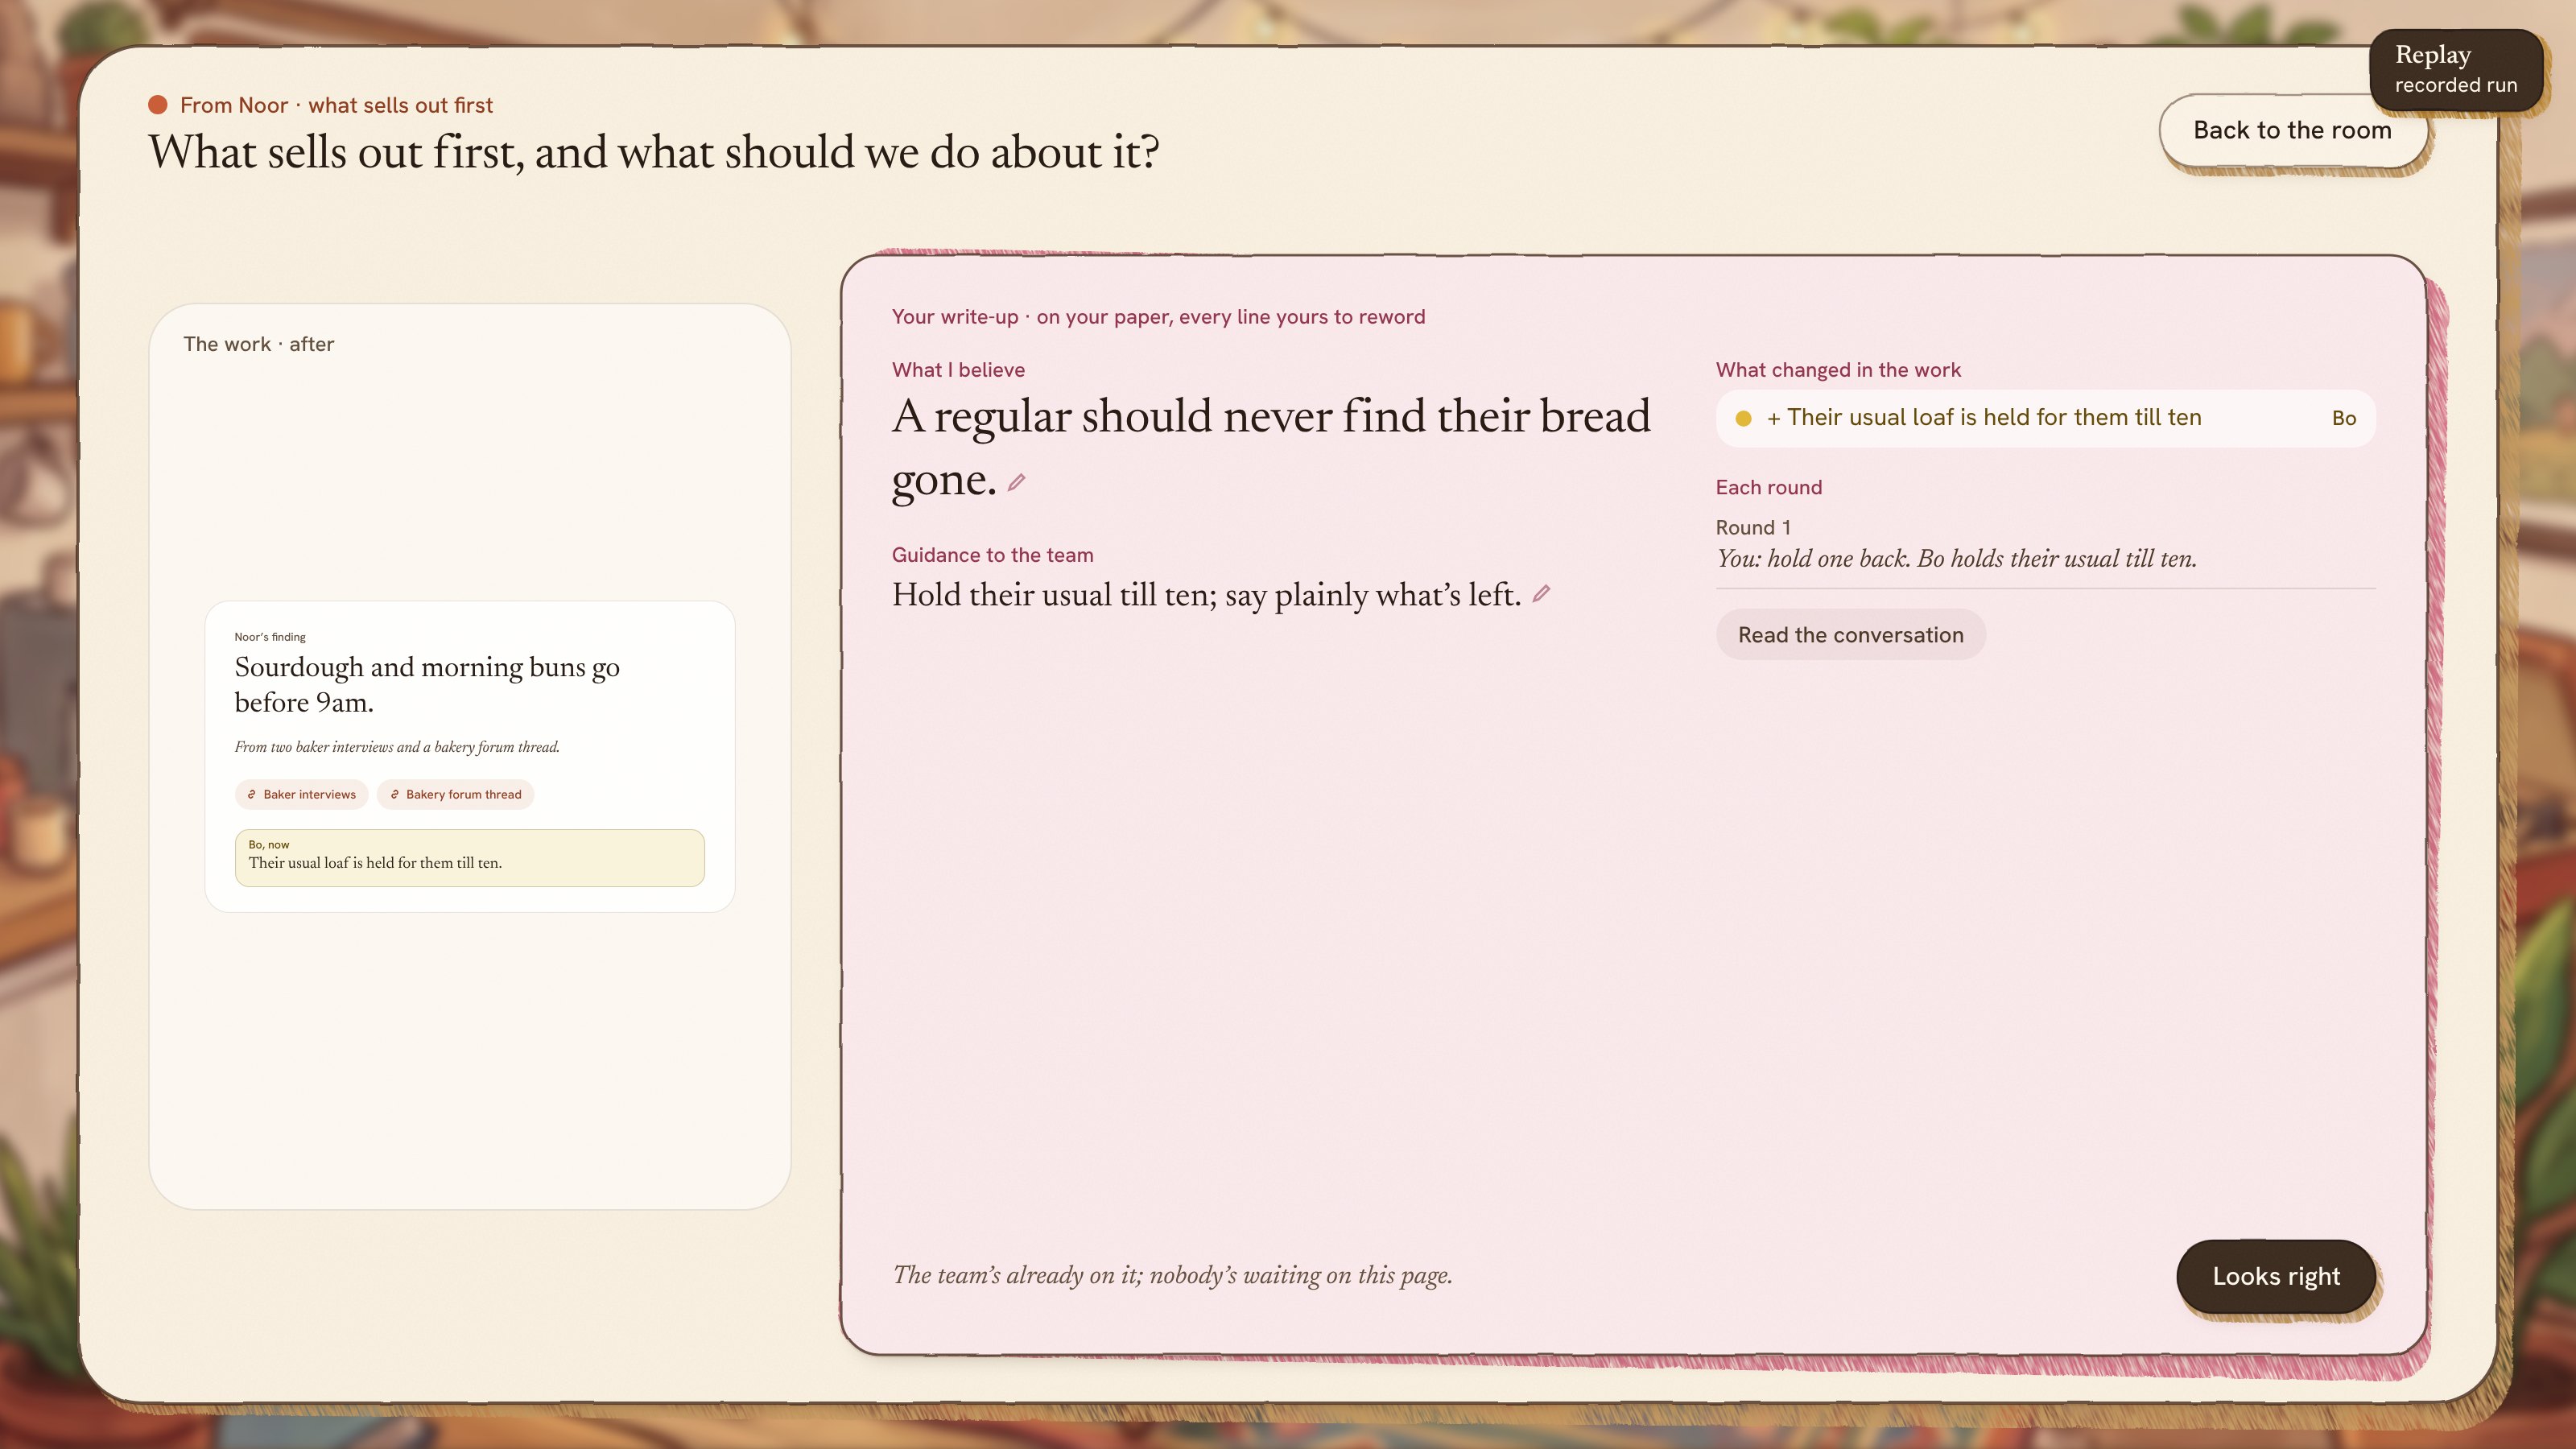 Replay
recorded run
From Noor · what sells out first
What sells out first, and what should we do about it?
Back to the room
The work · after
Noor’s finding
Sourdough and morning buns go
before 9am.
From two baker interviews and a bakery forum thread.
Baker interviews
Bakery forum thread
Bo, now
Their usual loaf is held for them till ten.
Your write-up · on your paper, every line yours to reword
What I believe
A regular should never find their bread
gone.
Guidance to the team
Hold their usual till ten; say plainly what’s left.
What changed in the work
+ Their usual loaf is held for them till ten
Bo
Each round
Round 1
You: hold one back. Bo holds their usual till ten.
Read the conversation
The team’s already on it; nobody’s waiting on this page.
Looks right